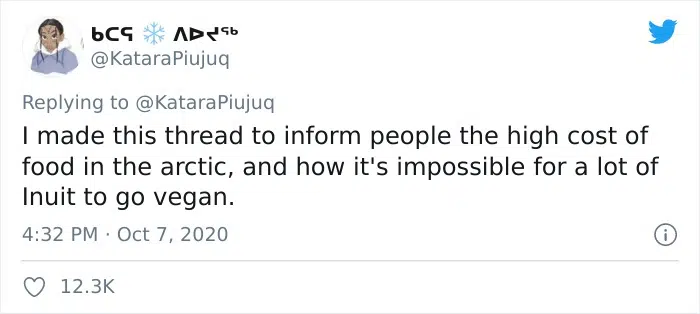 ᑲᑕᕋ ❄️ ᐱᐅᔪᖅ
@KataraPiujuq
Replying to @KataraPiujuq
I made this thread to inform people the high cost of
food in the arctic, and how it's impossible for a lot of
Inuit to go vegan.
4:32 PM · Oct 7, 2020
12.3K